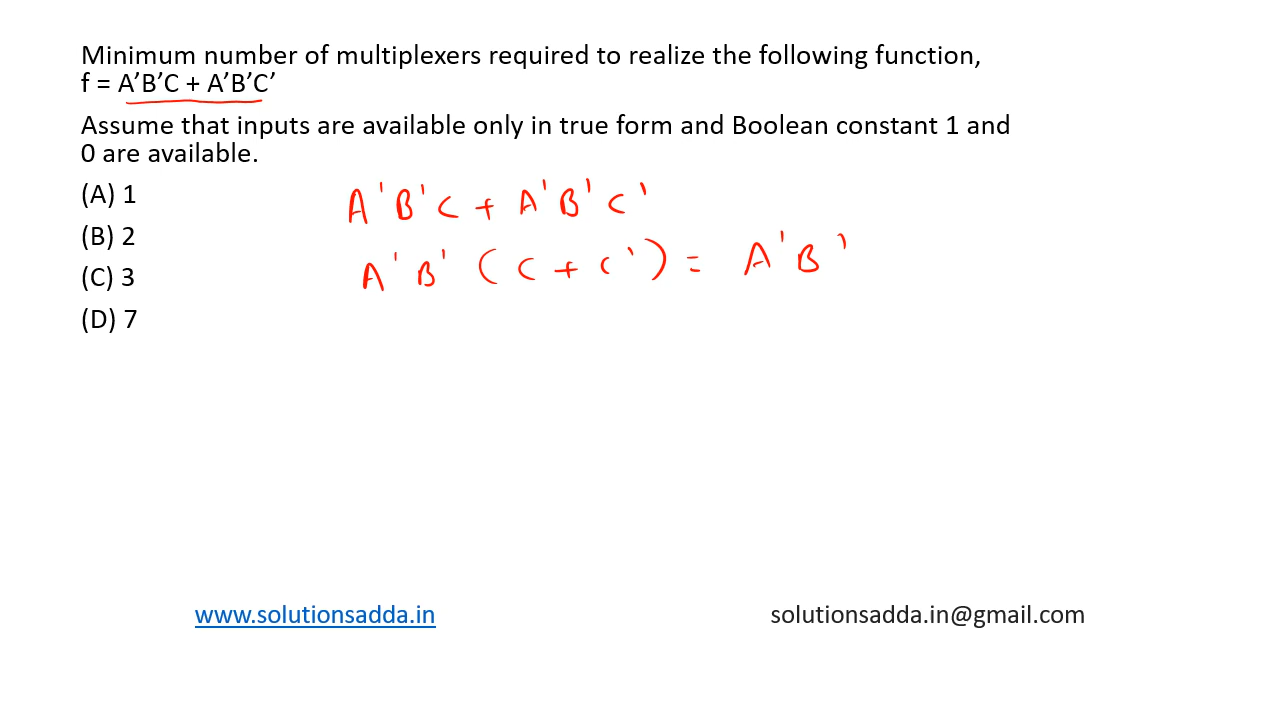 Minimum number of multiplexers required to realize the following function,
f = A’B’C + A’B’C’
Assume that inputs are available only in true form and Boolean constant 1 and
0 are available.
(A) 1
(B) 2
(C) 3
(D) 7
A'B'C + A'B'C'
A'B'(C + C') = A'B'
www.solutionsadda.in
solutionsadda.in@gmail.com